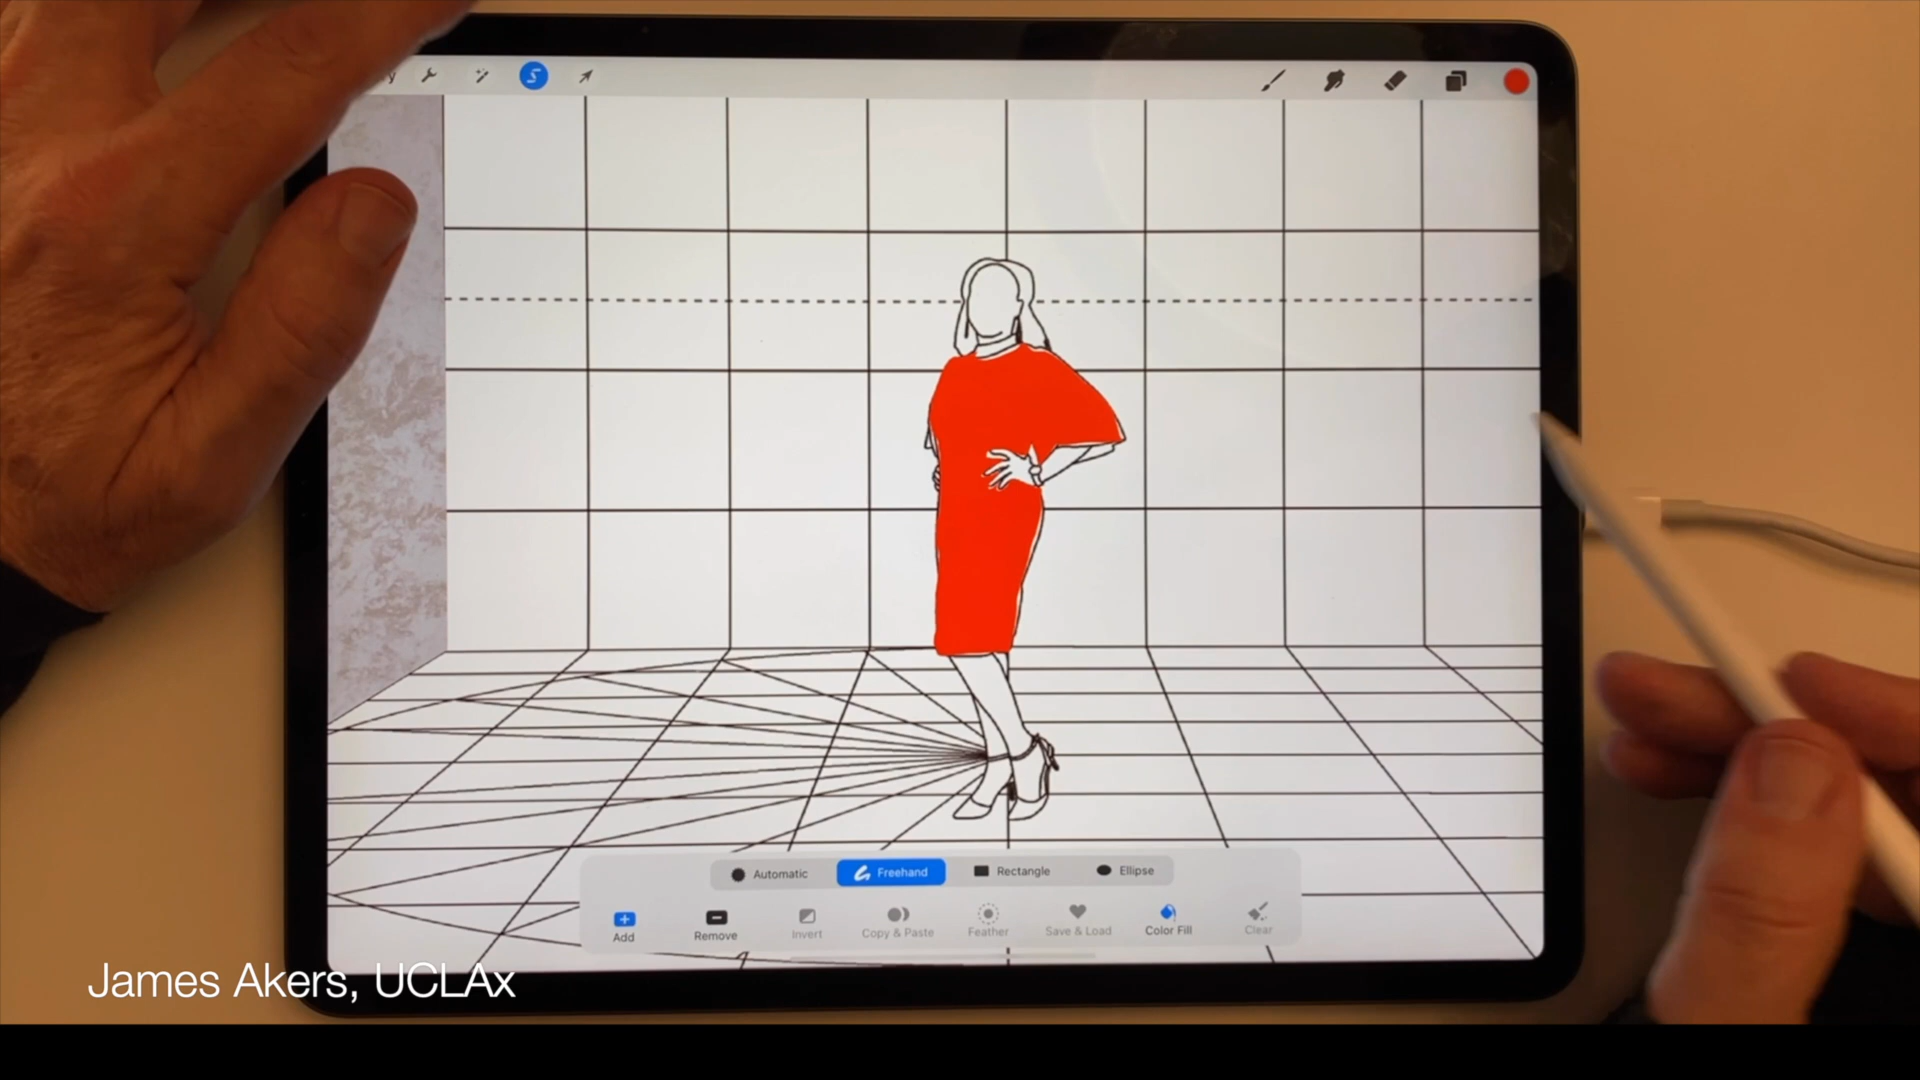 Automatic
Freehand
Rectangle
Ellipse
Add
Remove
Invert
Copy & Paste
Feather
Save & Load
Color Fill
Clear
James Akers, UCLAx